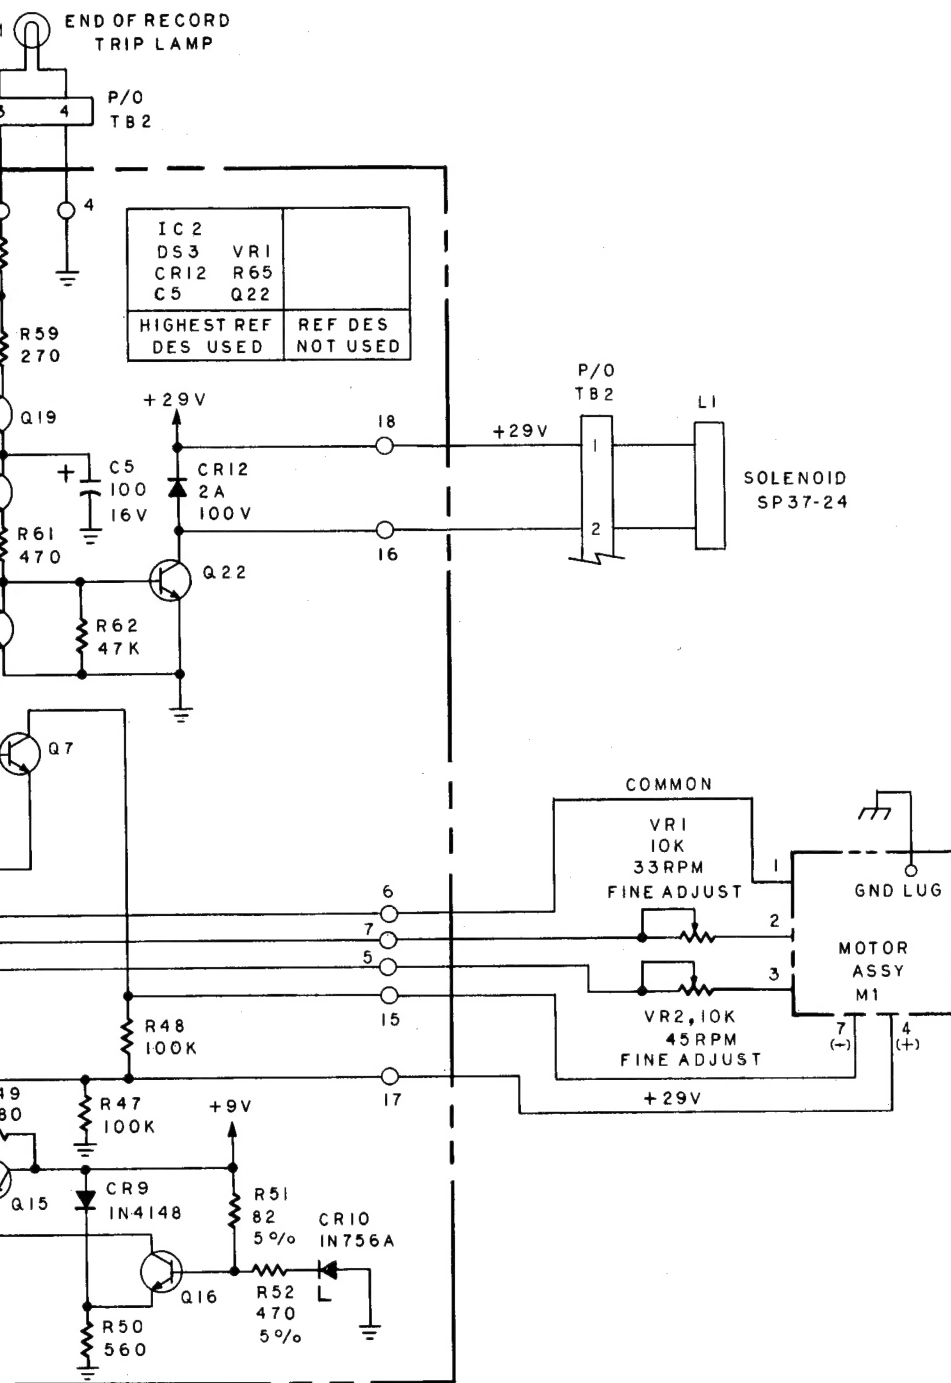 END OF RECORD
TRIP LAMP
P/O
TB2
4
4
IC2
DS3 VR1
CR12 R65
C5 Q22
HIGHEST REF
DES USED
REF DES
NOT USED
R59
270
Q19
+29V
18
+29V
P/O
TB2
L1
1
SOLENOID
SP37-24
+
C5
100
16V
CR12
2A
100V
R61
470
16
2
Q22
R62
47K
Q7
COMMON
VR1
10K
33RPM
FINE ADJUST
1
GND LUG
6
7
2
5
3
MOTOR
ASSY
M1
15
VR2, 10K
45RPM
FINE ADJUST
7
(-)
4
(+)
R48
100K
17
+29V
49
80
R47
100K
+9V
Q15
CR9
IN4148
R51
82
5%
CR10
IN756A
Q16
R52
470
5%
R50
560